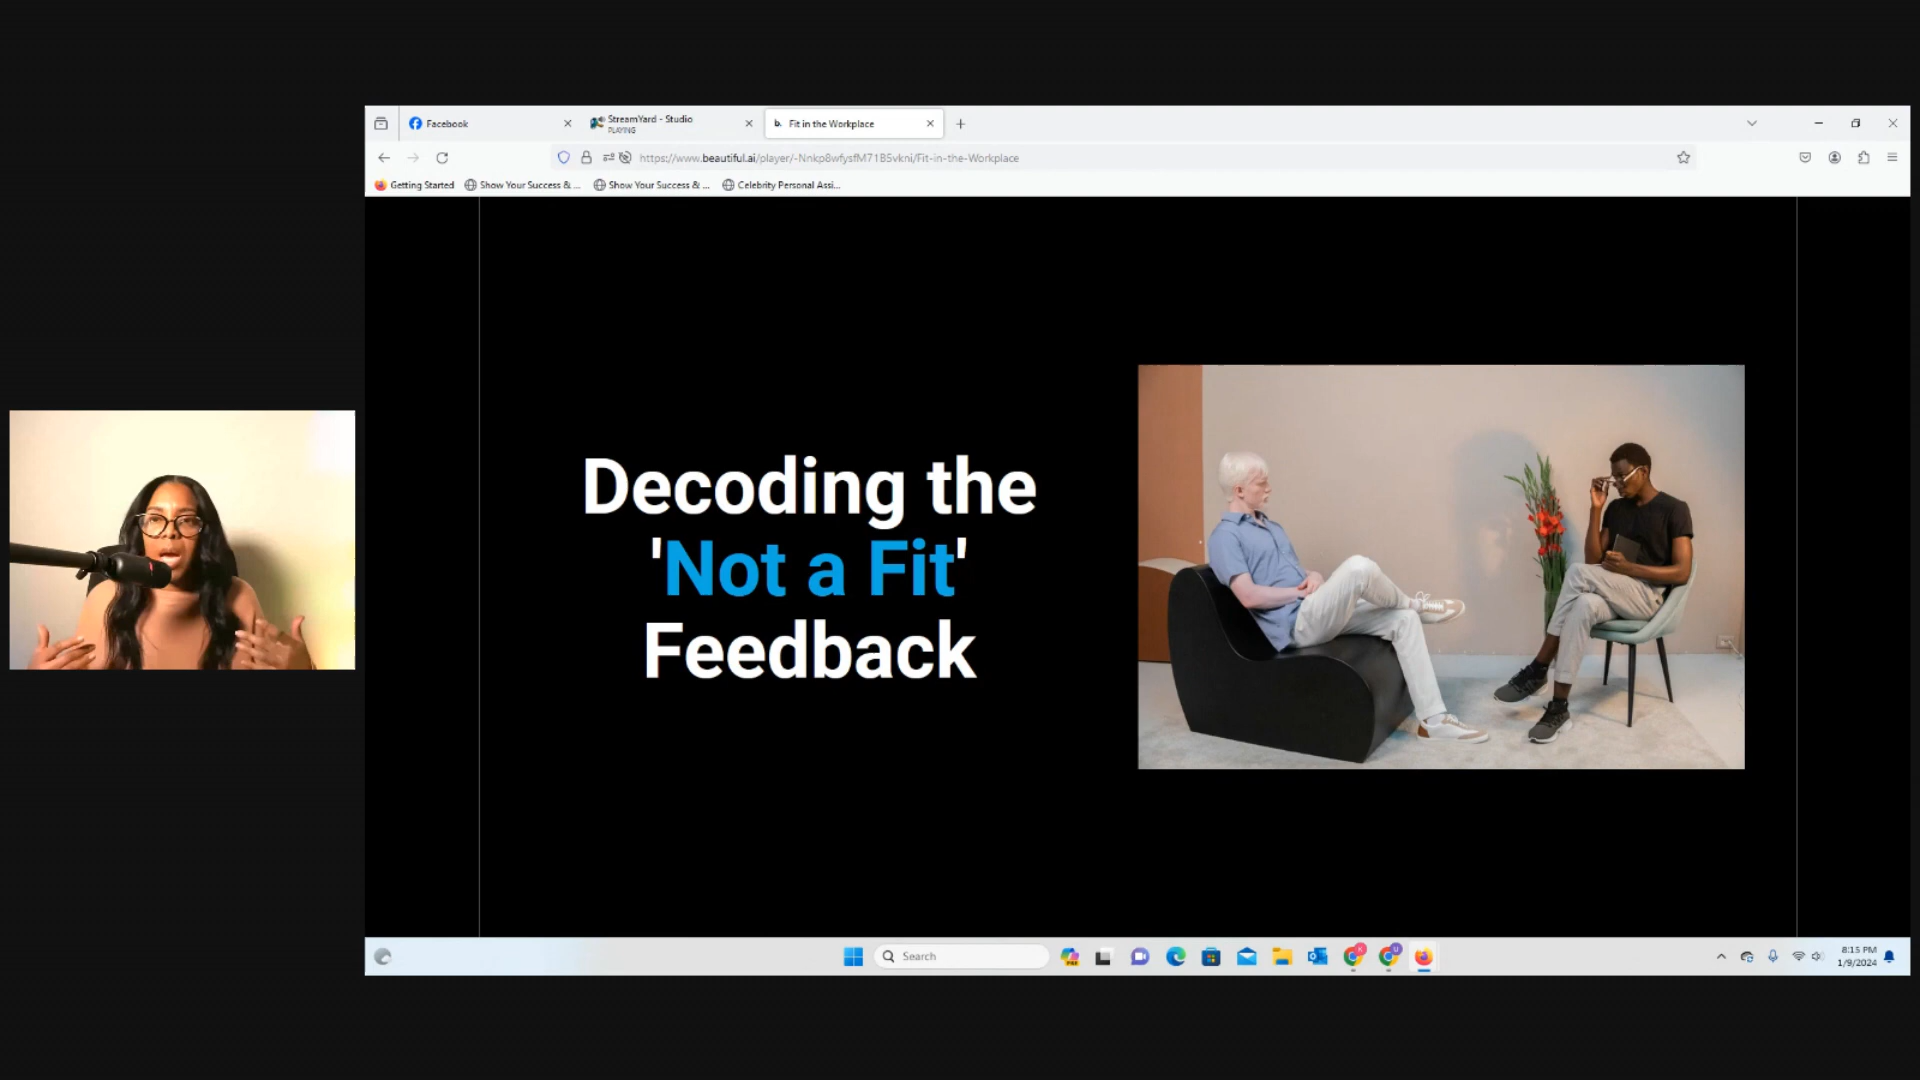 Facebook
StreamYard - Studio
PLAYING
b. Fit in the Workplace
https://www.beautiful.ai/player/-Nnkp8wfysfM71B5vkni/Fit-in-the-Workplace
Getting Started
Show Your Success & ...
Show Your Success & ...
Celebrity Personal Assi...
Decoding the
'Not a Fit'
Feedback
Search
8:15 PM
1/9/2024